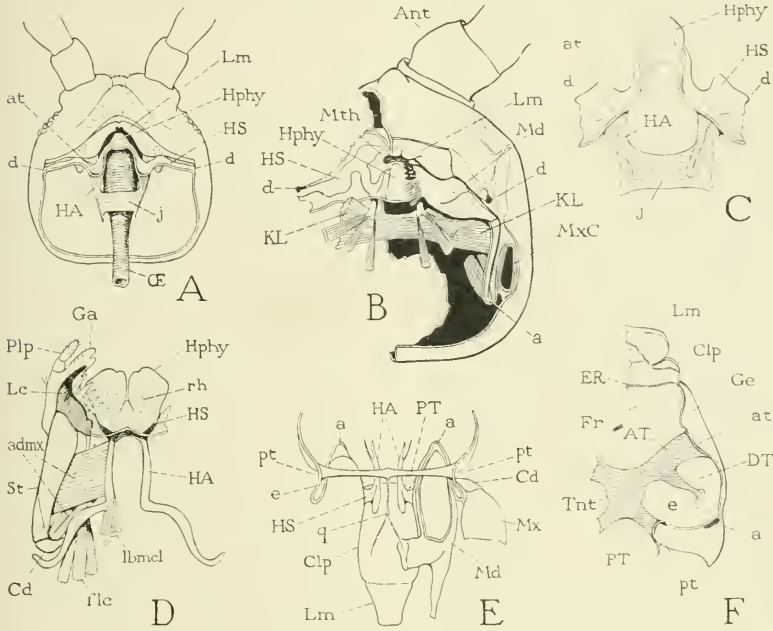 Lm
Hphy
HS
at
d
d
HA
j
Œ
A
Ant
Mth
Hphy
HS
d
KL
Lm
Md
d
KL
MxC
a
B
Hphy
HS
at
d
d
HA
J
C
Ga
Plp
Lc
admx
St
Cd
flc
lbmcl
Hphy
rh
HS
HA
D
a
HA
PT
a
pt
pt
e
Cd
HS
q
Clp
Mx
Md
Lm
E
Lm
Clp
ER
Ge
Fr
AT
at
DT
Tnt
e
a
PT
pt
F